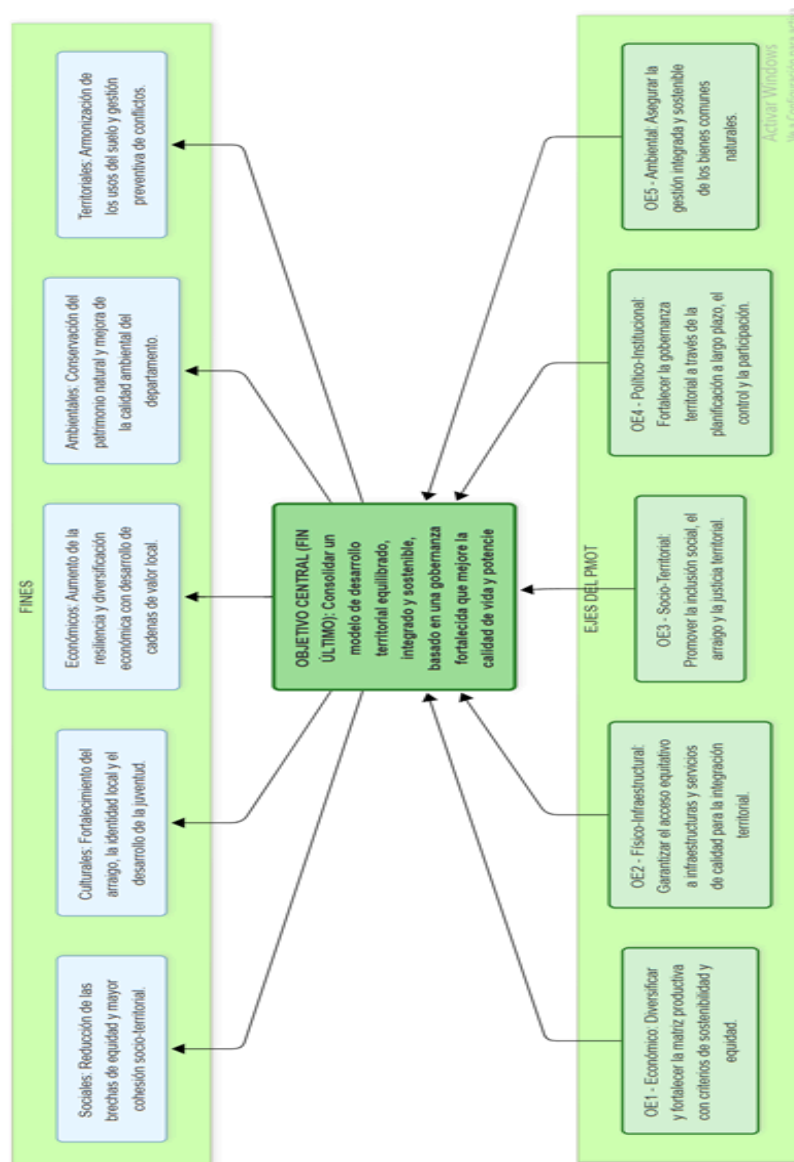 FINES
Sociales: Reducción de las
brechas de equidad y mayor
cohesión socio-territorial.
Culturales: Fortalecimiento del
arraigo, la identidad local y el
desarrollo de la juventud.
Económicos: Aumento de la
resiliencia y diversificación
económica con desarrollo de
cadenas de valor local.
Ambientales: Conservación del
patrimonio natural y mejora de
la calidad ambiental del
departamento.
Territoriales: Armonización de
los usos del suelo y gestión
preventiva de conflictos.
OBJETIVO CENTRAL (FIN
ÚLTIMO): Consolidar un
modelo de desarrollo
territorial equilibrado,
integrado y sostenible,
basado en una gobernanza
fortalecida que mejore la
calidad de vida y potencie
EJES DEL PMOT
OE1 - Económico: Diversificar
y fortalecer la matriz productiva
con criterios de sostenibilidad y
equidad.
OE2 - Físico-Infraestructural:
Garantizar el acceso equitativo
a infraestructuras y servicios
de calidad para la integración
territorial.
OE3 - Socio-Territorial:
Promover la inclusión social, el
arraigo y la justicia territorial.
OE4 - Político-Institucional:
Fortalecer la gobernanza
territorial a través de la
planificación a largo plazo, el
control y la participación.
OE5 - Ambiental: Asegurar la
gestión integrada y sostenible
de los bienes comunes
naturales.
Activar Windows